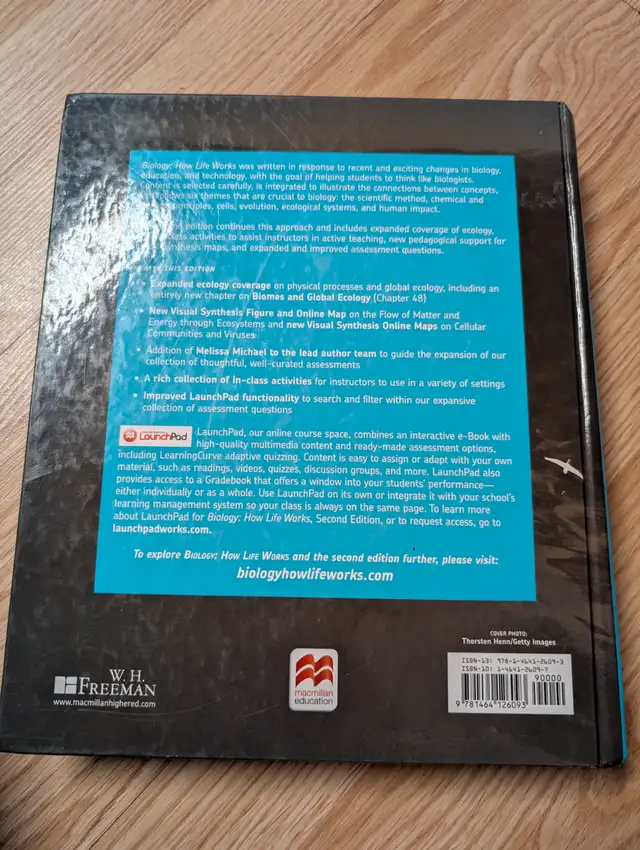 Biology: How Life Works was written in response to recent and exciting changes in biology,
education, and technology, with the goal of helping students to think like biologists.
Content is selected carefully, is integrated to illustrate the connections between concepts,
follows six themes that are crucial to biology: the scientific method, chemical and
principles, cells, evolution, ecological systems, and human impact.
edition continues this approach and includes expanded coverage of ecology,
class activities to assist instructors in active teaching, new pedagogical support for
synthesis maps, and expanded and improved assessment questions.
THIS EDITION
• Expanded ecology coverage on physical processes and global ecology, including an
entirely new chapter on Biomes and Global Ecology (Chapter 48)
• New Visual Synthesis Figure and Online Map on the Flow of Matter and
Energy through Ecosystems and new Visual Synthesis Online Maps on Cellular
Communities and Viruses
• Addition of Melissa Michael to the lead author team to guide the expansion of our
collection of thoughtful, well-curated assessments
• A rich collection of in-class activities for instructors to use in a variety of settings
• Improved LaunchPad functionality to search and filter within our expansive
collection of assessment questions
LaunchPad LaunchPad, our online course space, combines an interactive e-Book with
high-quality multimedia content and ready-made assessment options,
including LearningCurve adaptive quizzing. Content is easy to assign or adapt with your own
material, such as readings, videos, quizzes, discussion groups, and more. LaunchPad also
provides access to a Gradebook that offers a window into your students' performance—
either individually or as a whole. Use LaunchPad on its own or integrate it with your school's
learning management system so your class is always on the same page. To learn more
about LaunchPad for Biology: How Life Works, Second Edition, or to request access, go to
launchpadworks.com.
To explore Biology: How Life Works and the second edition further, please visit:
biologyhowlifeworks.com
COVER PHOTO:
Thorsten Henn/Getty Images
W. H.
FREEMAN
www.macmillanhighered.com
macmillan
education
ISBN-13: 978-1-4641-2609-3
ISBN-10: 1-4641-2609-7
90000
9 781464 126093